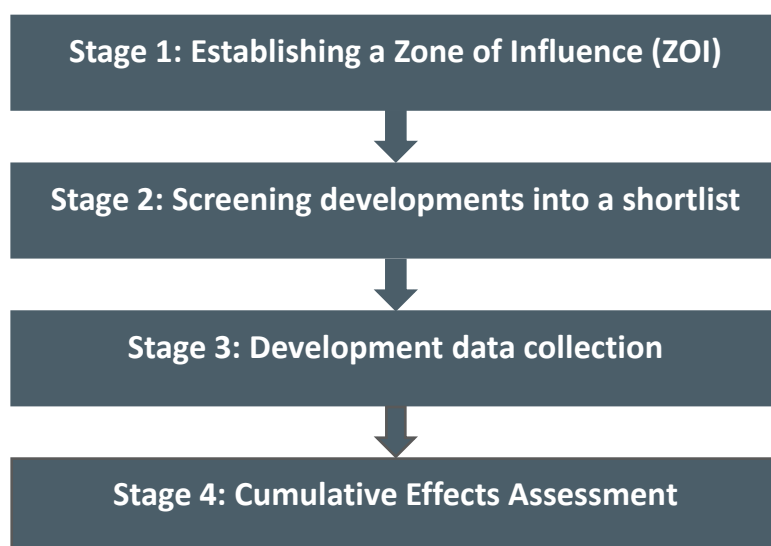 Stage 1: Establishing a Zone of Influence (ZOI)
Stage 2: Screening developments into a shortlist
Stage 3: Development data collection
Stage 4: Cumulative Effects Assessment